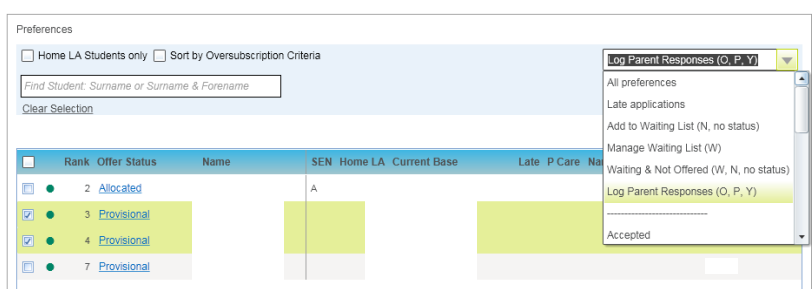 Preferences
Home LA Students only Sort by Oversubscription Criteria
Log Parent Responses (O, P, Y)
Find Student: Surname or Surname & Forename
Clear Selection
All preferences
Late applications
Add to Waiting List (N, no status)
Manage Waiting List (W)
Waiting & Not Offered (W, N, no status)
Log Parent Responses (O, P, Y)
------------------------------
Accepted
Rank Offer Status Name SEN Home LA Current Base Late P Care
2 Allocated A
3 Provisional
4 Provisional
7 Provisional